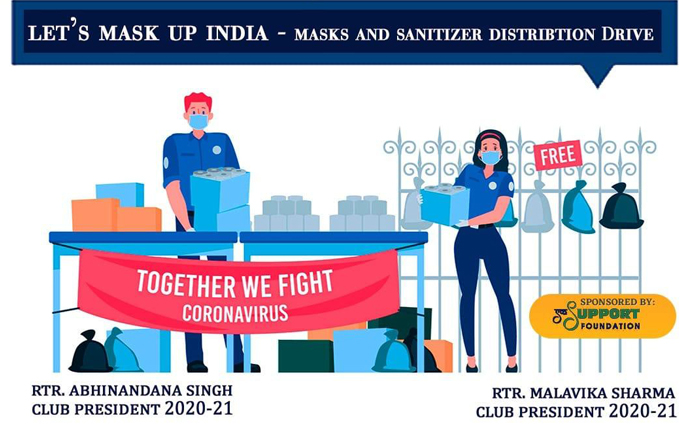 LET'S MASK UP INDIA - MASKS AND SANITIZER DISTRIBTION DRIVE
FREE
TOGETHER WE FIGHT
CORONAVIRUS
SPONSORED BY:
SUPPORT
FOUNDATION
RTR. ABHINANDANA SINGH
CLUB PRESIDENT 2020-21
RTR. MALAVIKA SHARMA
CLUB PRESIDENT 2020-21